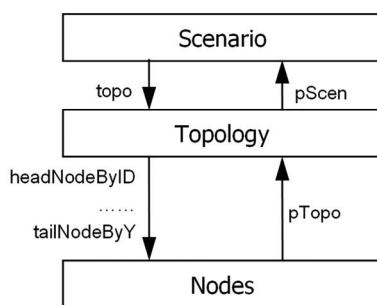 Scenario
topo
pScen
Topology
headNodeByID
......
pTopo
tailNodeByY
Nodes